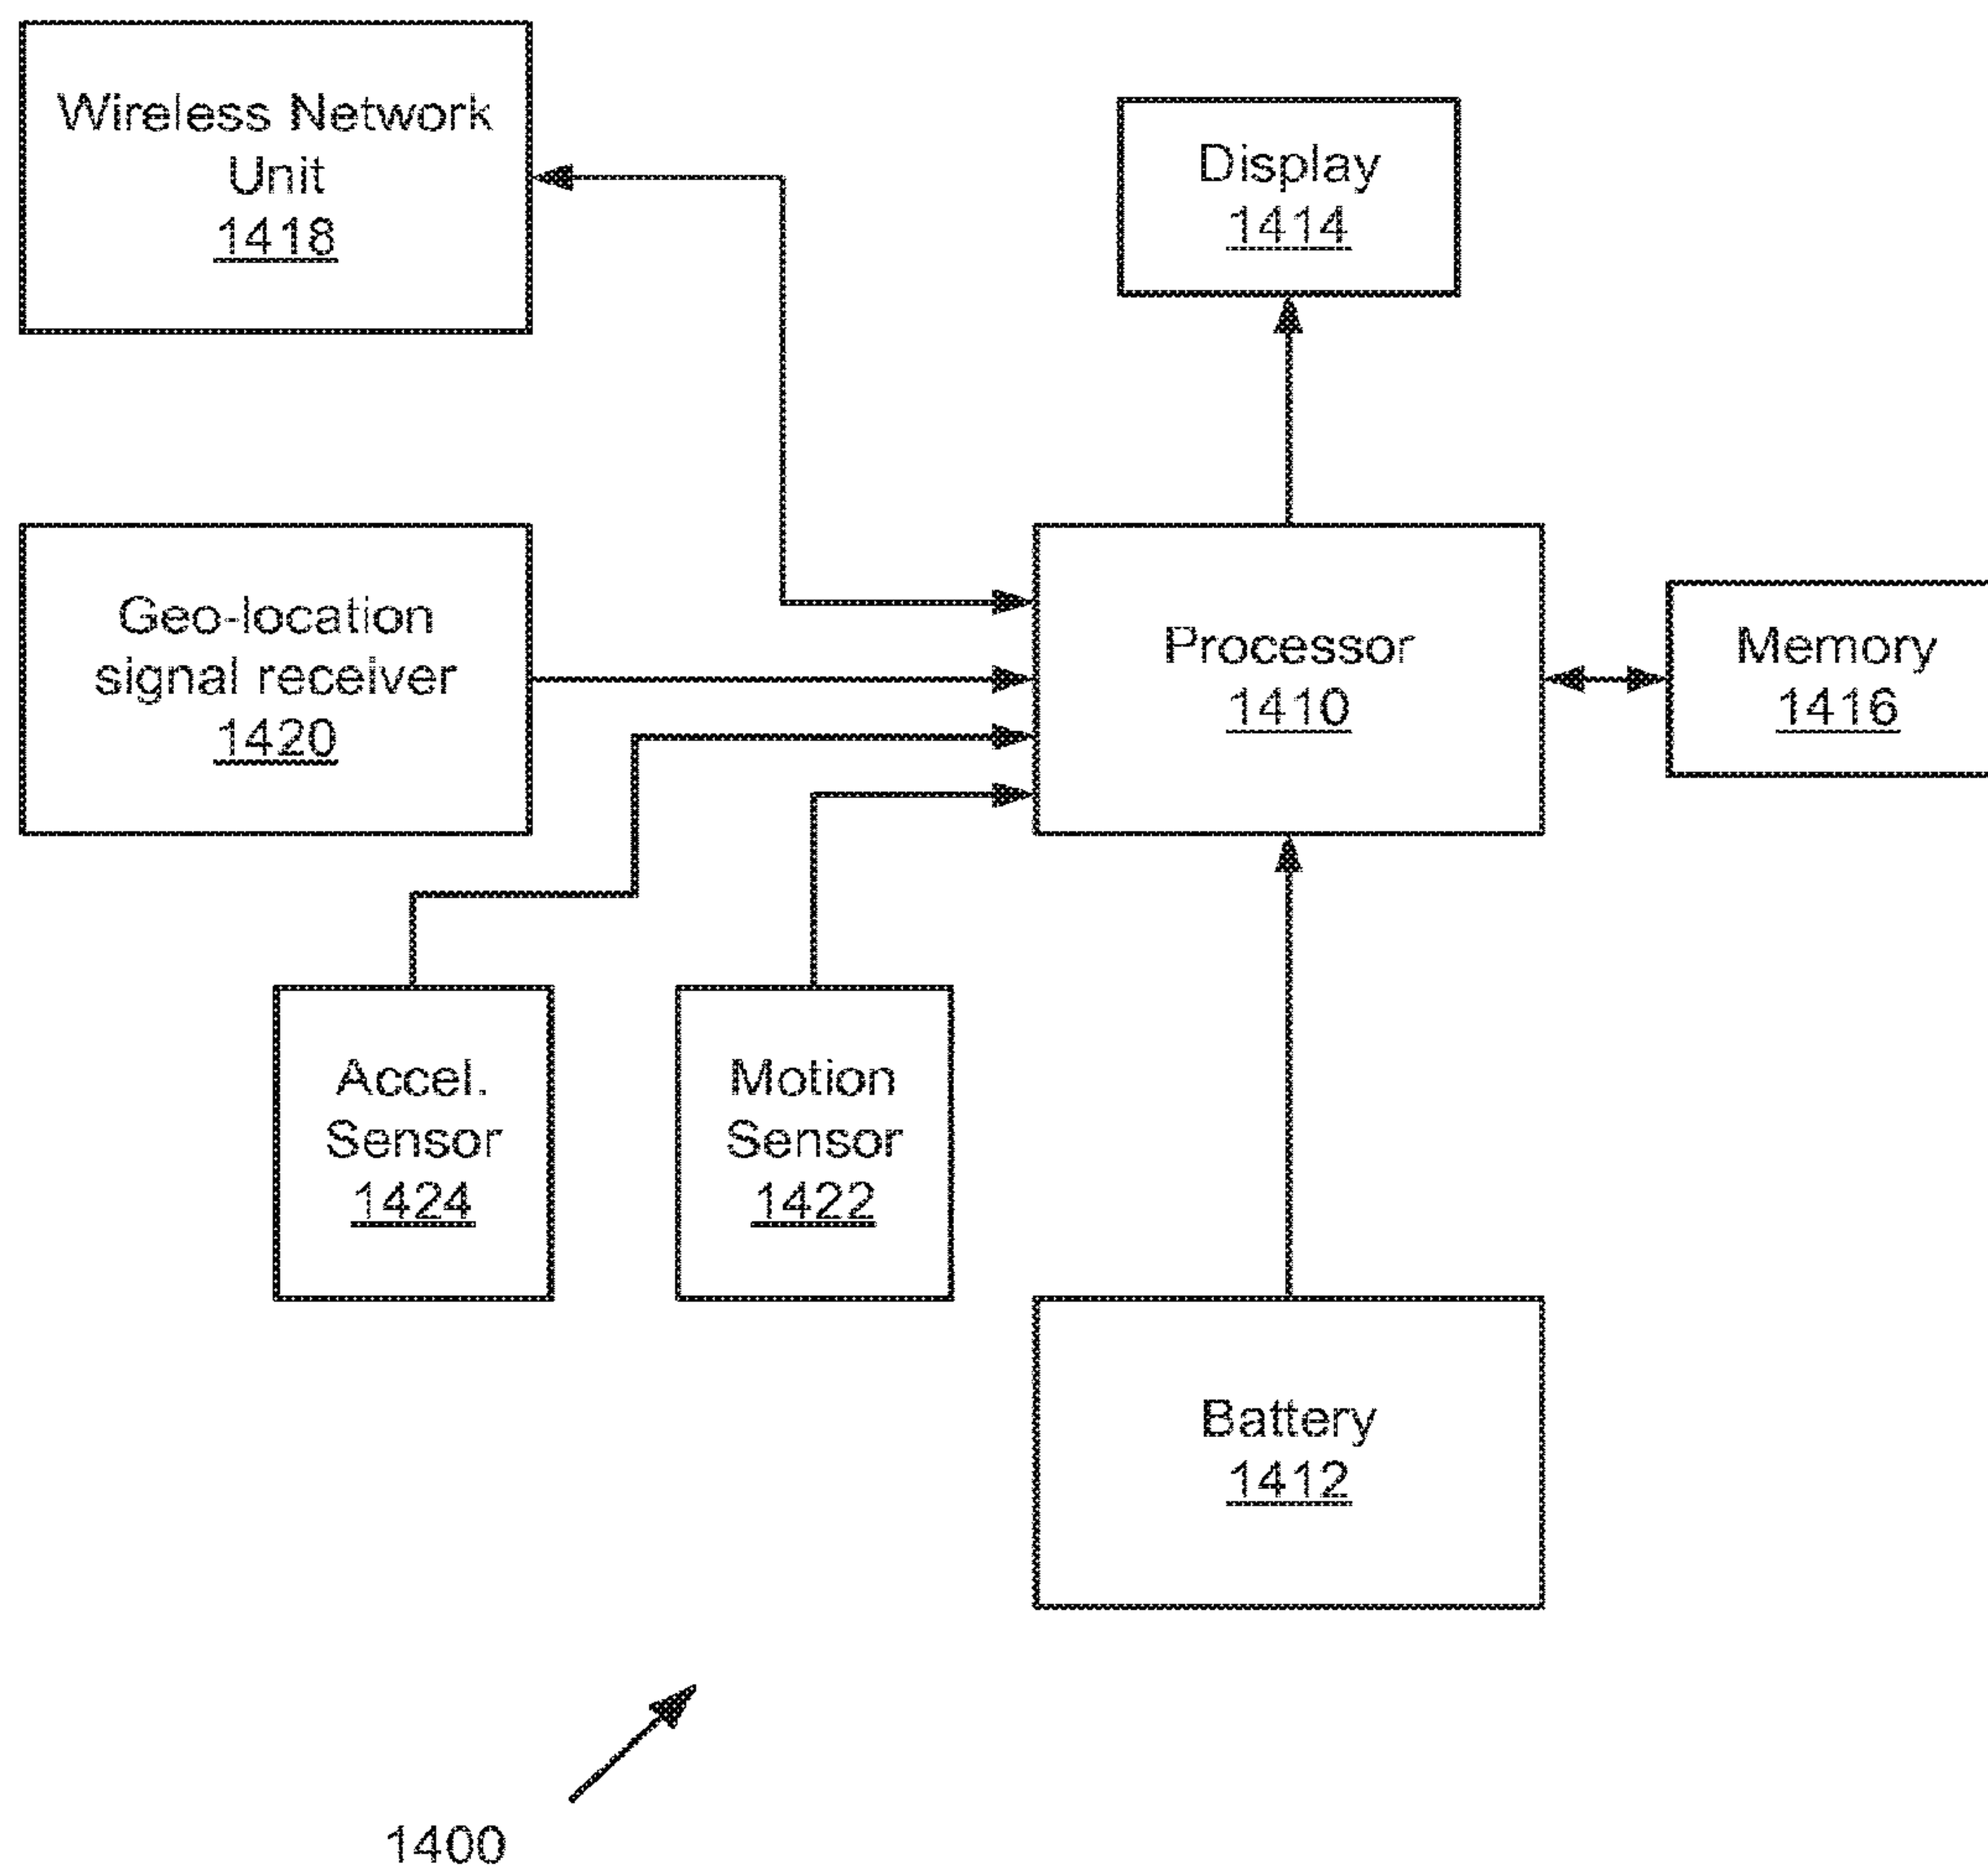 Wireless Network
Unit
1418
Display
1414
Geo-location
signal receiver
1420
Processor
1410
Memory
1416
Accel.
Sensor
1424
Motion
Sensor
1422
Battery
1412
1400